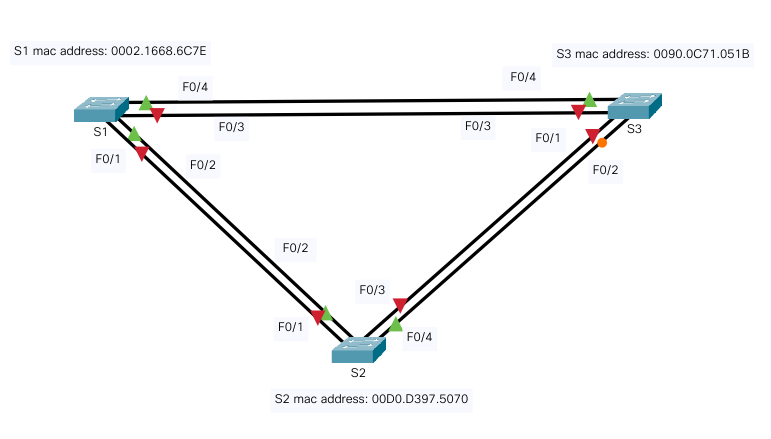 S1 mac address: 0002.1668.6C7E
S3 mac address: 0090.0C71.051B
F0/4
F0/4
F0/3
F0/3
S1
S3
F0/1
F0/2
F0/1
F0/2
F0/2
F0/3
F0/1
F0/4
S2
S2 mac address: 00D0.D397.5070